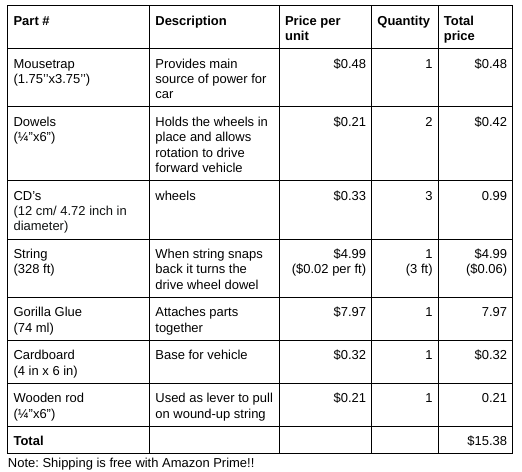 Part # Description Price per unit Quantity Total price
Mousetrap Provides main $0.48 1 $0.48
(1.75’’x3.75’’) source of power for
car
Dowels Holds the wheels in $0.21 2 $0.42
(¼”x6”) place and allows
rotation to drive
forward vehicle
CD’s wheels $0.33 3 0.99
(12 cm/ 4.72 inch in
diameter)
String When string snaps $4.99 1 $4.99
(328 ft) back it turns the ($0.02 per ft) (3 ft) ($0.06)
drive wheel dowel
Gorilla Glue Attaches parts $7.97 1 7.97
(74 ml) together
Cardboard Base for vehicle $0.32 1 $0.32
(4 in x 6 in)
Wooden rod Used as lever to pull $0.21 1 0.21
(¼”x6”) on wound-up string
Total $15.38
Note: Shipping is free with Amazon Prime!!